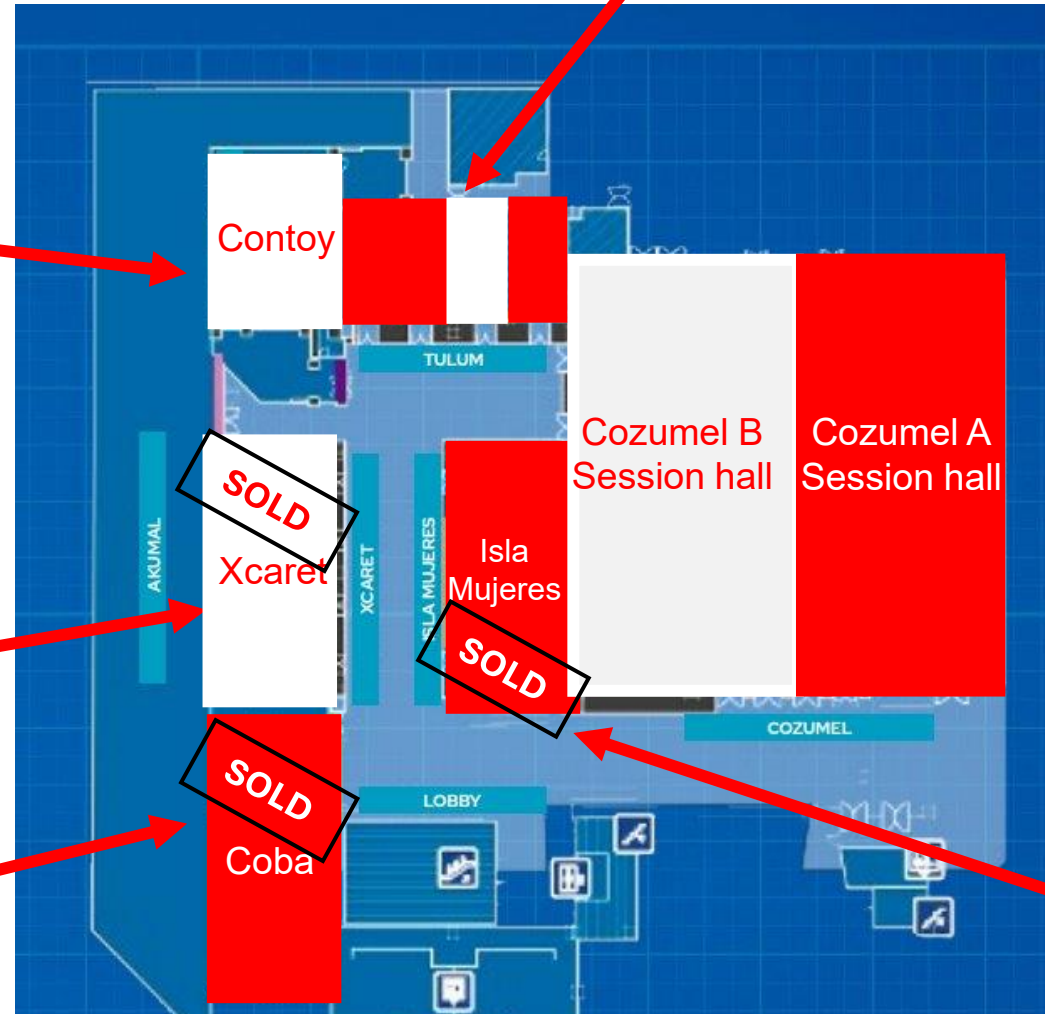 Contoy
TULUM
Cozumel B
Session hall
Cozumel A
Session hall
SOLD
Xcaret
AKUMAL
XCARET
ISLA MUJERES
Isla
Mujeres
SOLD
COZUMEL
SOLD
Coba
LOBBY